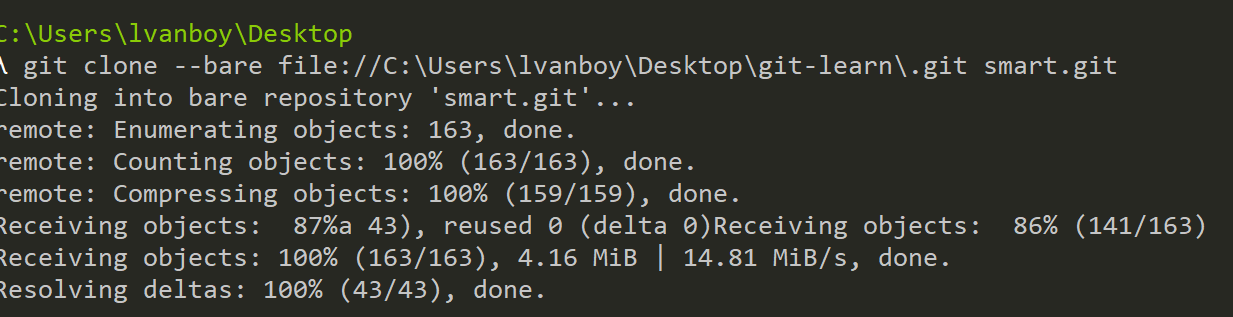 C:\Users\lvanboy\Desktop
λ git clone --bare file://C:\Users\lvanboy\Desktop\git-learn\.git smart.git
Cloning into bare repository 'smart.git'...
remote: Enumerating objects: 163, done.
remote: Counting objects: 100% (163/163), done.
remote: Compressing objects: 100% (159/159), done.
Receiving objects:  87%a 43), reused 0 (delta 0)Receiving objects:  86% (141/163)
Receiving objects: 100% (163/163), 4.16 MiB | 14.81 MiB/s, done.
Resolving deltas: 100% (43/43), done.